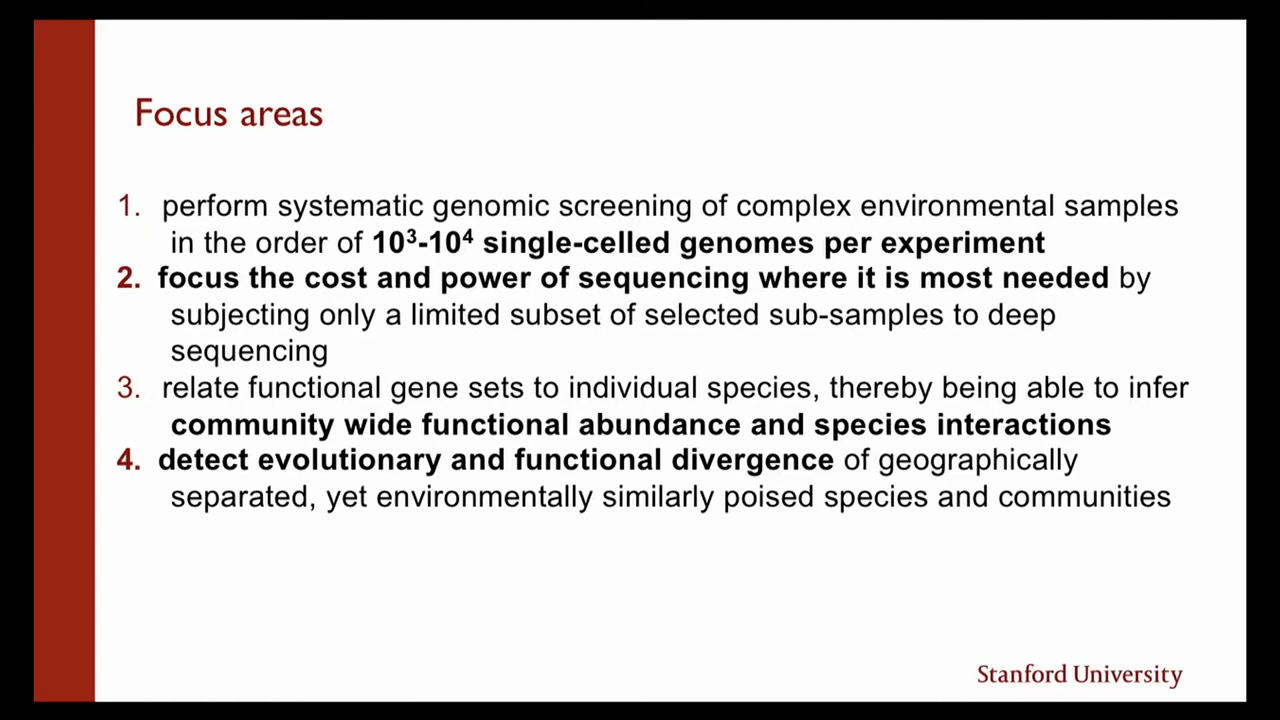 Focus areas
1. perform systematic genomic screening of complex environmental samples
in the order of 10³-10⁴ single-celled genomes per experiment
2. focus the cost and power of sequencing where it is most needed by
subjecting only a limited subset of selected sub-samples to deep
sequencing
3. relate functional gene sets to individual species, thereby being able to infer
community wide functional abundance and species interactions
4. detect evolutionary and functional divergence of geographically
separated, yet environmentally similarly poised species and communities
Stanford University